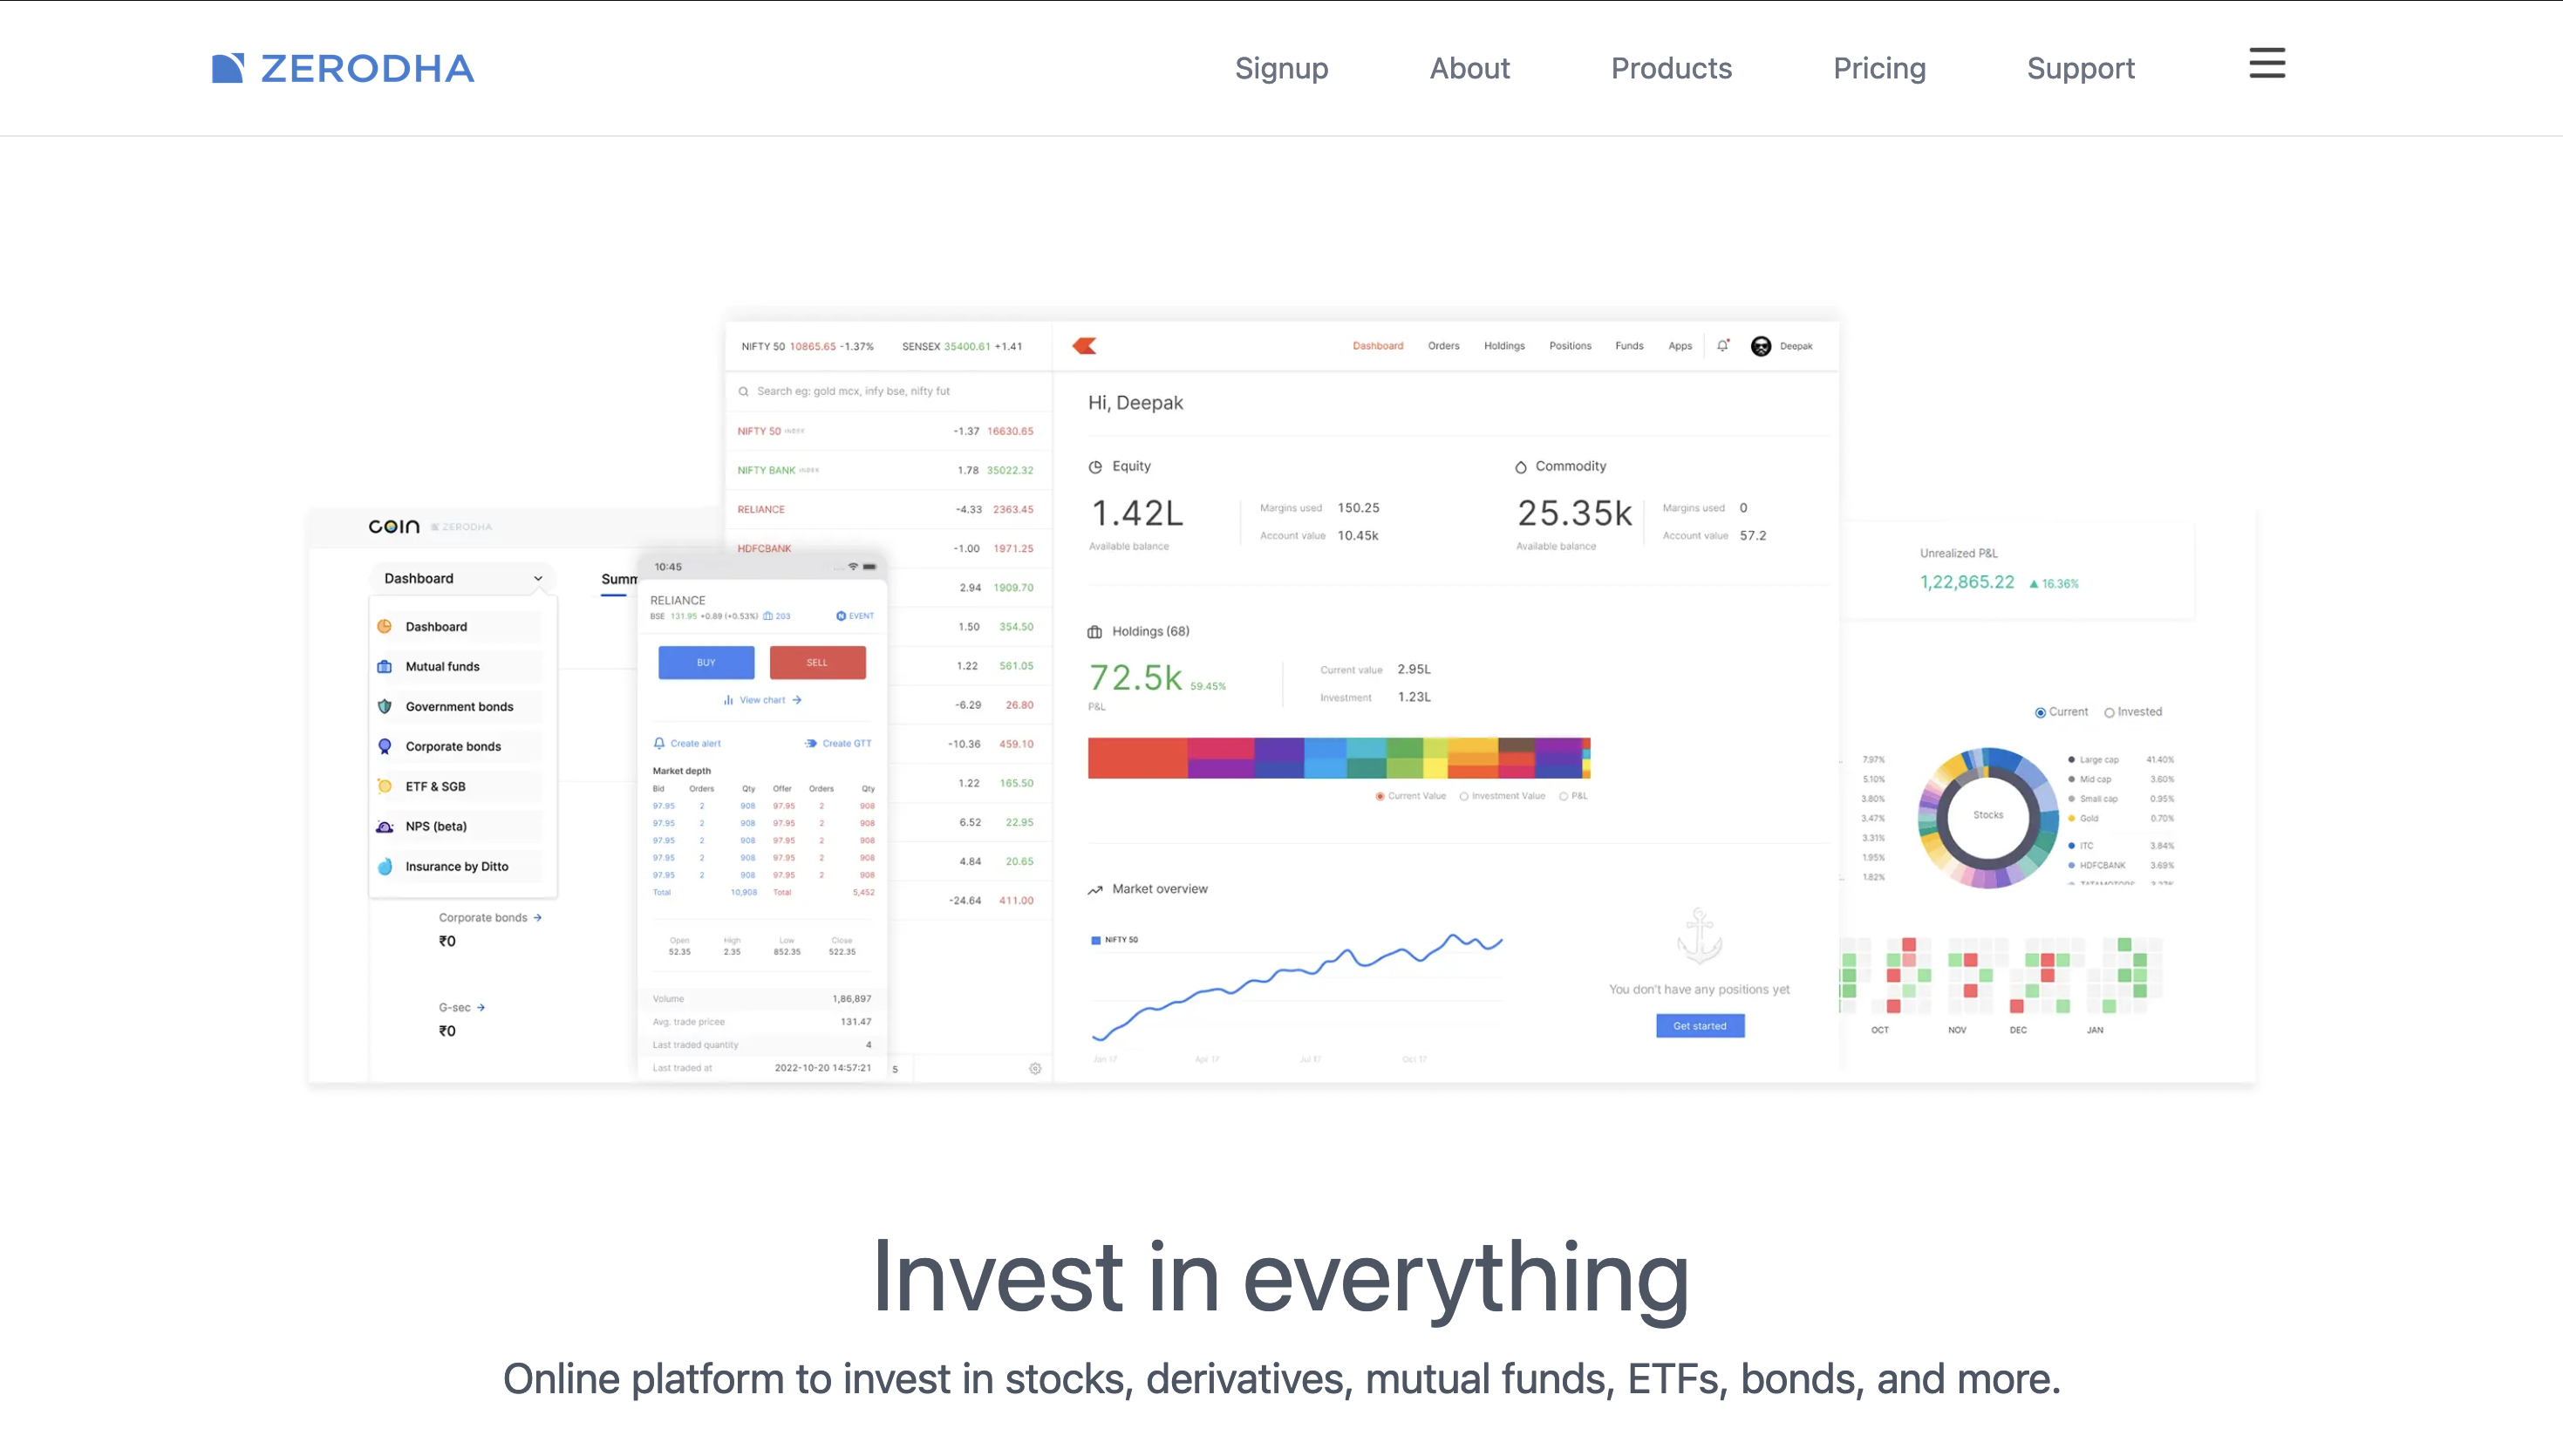 ZERODHA
Signup About Products Pricing Support
NIFTY 50 10865.65 -1.37% SENSEX 35400.61 +1.41
Dashboard Orders Holdings Positions Funds Apps Deepak
Search eg: gold mcx, infy bse, nifty fut
NIFTY 50 INDEX -1.37 16630.65
NIFTY BANK INDEX 1.78 35022.32
RELIANCE -4.33 2363.45
HDFCBANK -1.00 1971.25
2.94 1909.70
1.50 354.50
1.22 561.05
-6.29 26.80
-10.36 459.10
1.22 165.50
6.52 22.95
4.84 20.65
-24.64 411.00
5
Hi, Deepak
Equity
1.42L
Available balance
Margins used 150.25
Account value 10.45k
Commodity
25.35k
Available balance
Margins used 0
Account value 57.2
Holdings (68)
72.5k 59.45%
P&L
Current value 2.95L
Investment 1.23L
Current Value Investment Value P&L
Market overview
NIFTY 50
Jan 17 Apr 17 Jul 17 Oct 17
You don't have any positions yet
Get started
COIN ZERODHA
Dashboard
Summ
Dashboard
Mutual funds
Government bonds
Corporate bonds
ETF & SGB
NPS (beta)
Insurance by Ditto
Corporate bonds →
₹0
G-sec →
₹0
10:45
RELIANCE
BSE 131.95 +0.89 (+0.53%) 203 EVENT
BUY SELL
View chart →
Create alert Create GTT
Market depth
Bid Orders Qty Offer Orders Qty
97.95 2 908 97.95 2 908
97.95 2 908 97.95 2 908
97.95 2 908 97.95 2 908
97.95 2 908 97.95 2 908
97.95 2 908 97.95 2 908
Total 10,908 Total 5,452
Open High Low Close
52.35 2.35 852.35 522.35
Volume 1,86,897
Avg. trade pricee 131.47
Last traded quantity 4
Last traded at 2022-10-20 14:57:21
Unrealized P&L
1,22,865.22 ▲ 16.36%
Current Invested
7.97%
5.10%
3.80%
3.47%
3.31%
1.95%
1.82%
Stocks
Large cap 41.40%
Mid cap 3.60%
Small cap 0.95%
Gold 0.70%
ITC 3.84%
HDFCBANK 3.69%
OCT NOV DEC JAN
Invest in everything
Online platform to invest in stocks, derivatives, mutual funds, ETFs, bonds, and more.